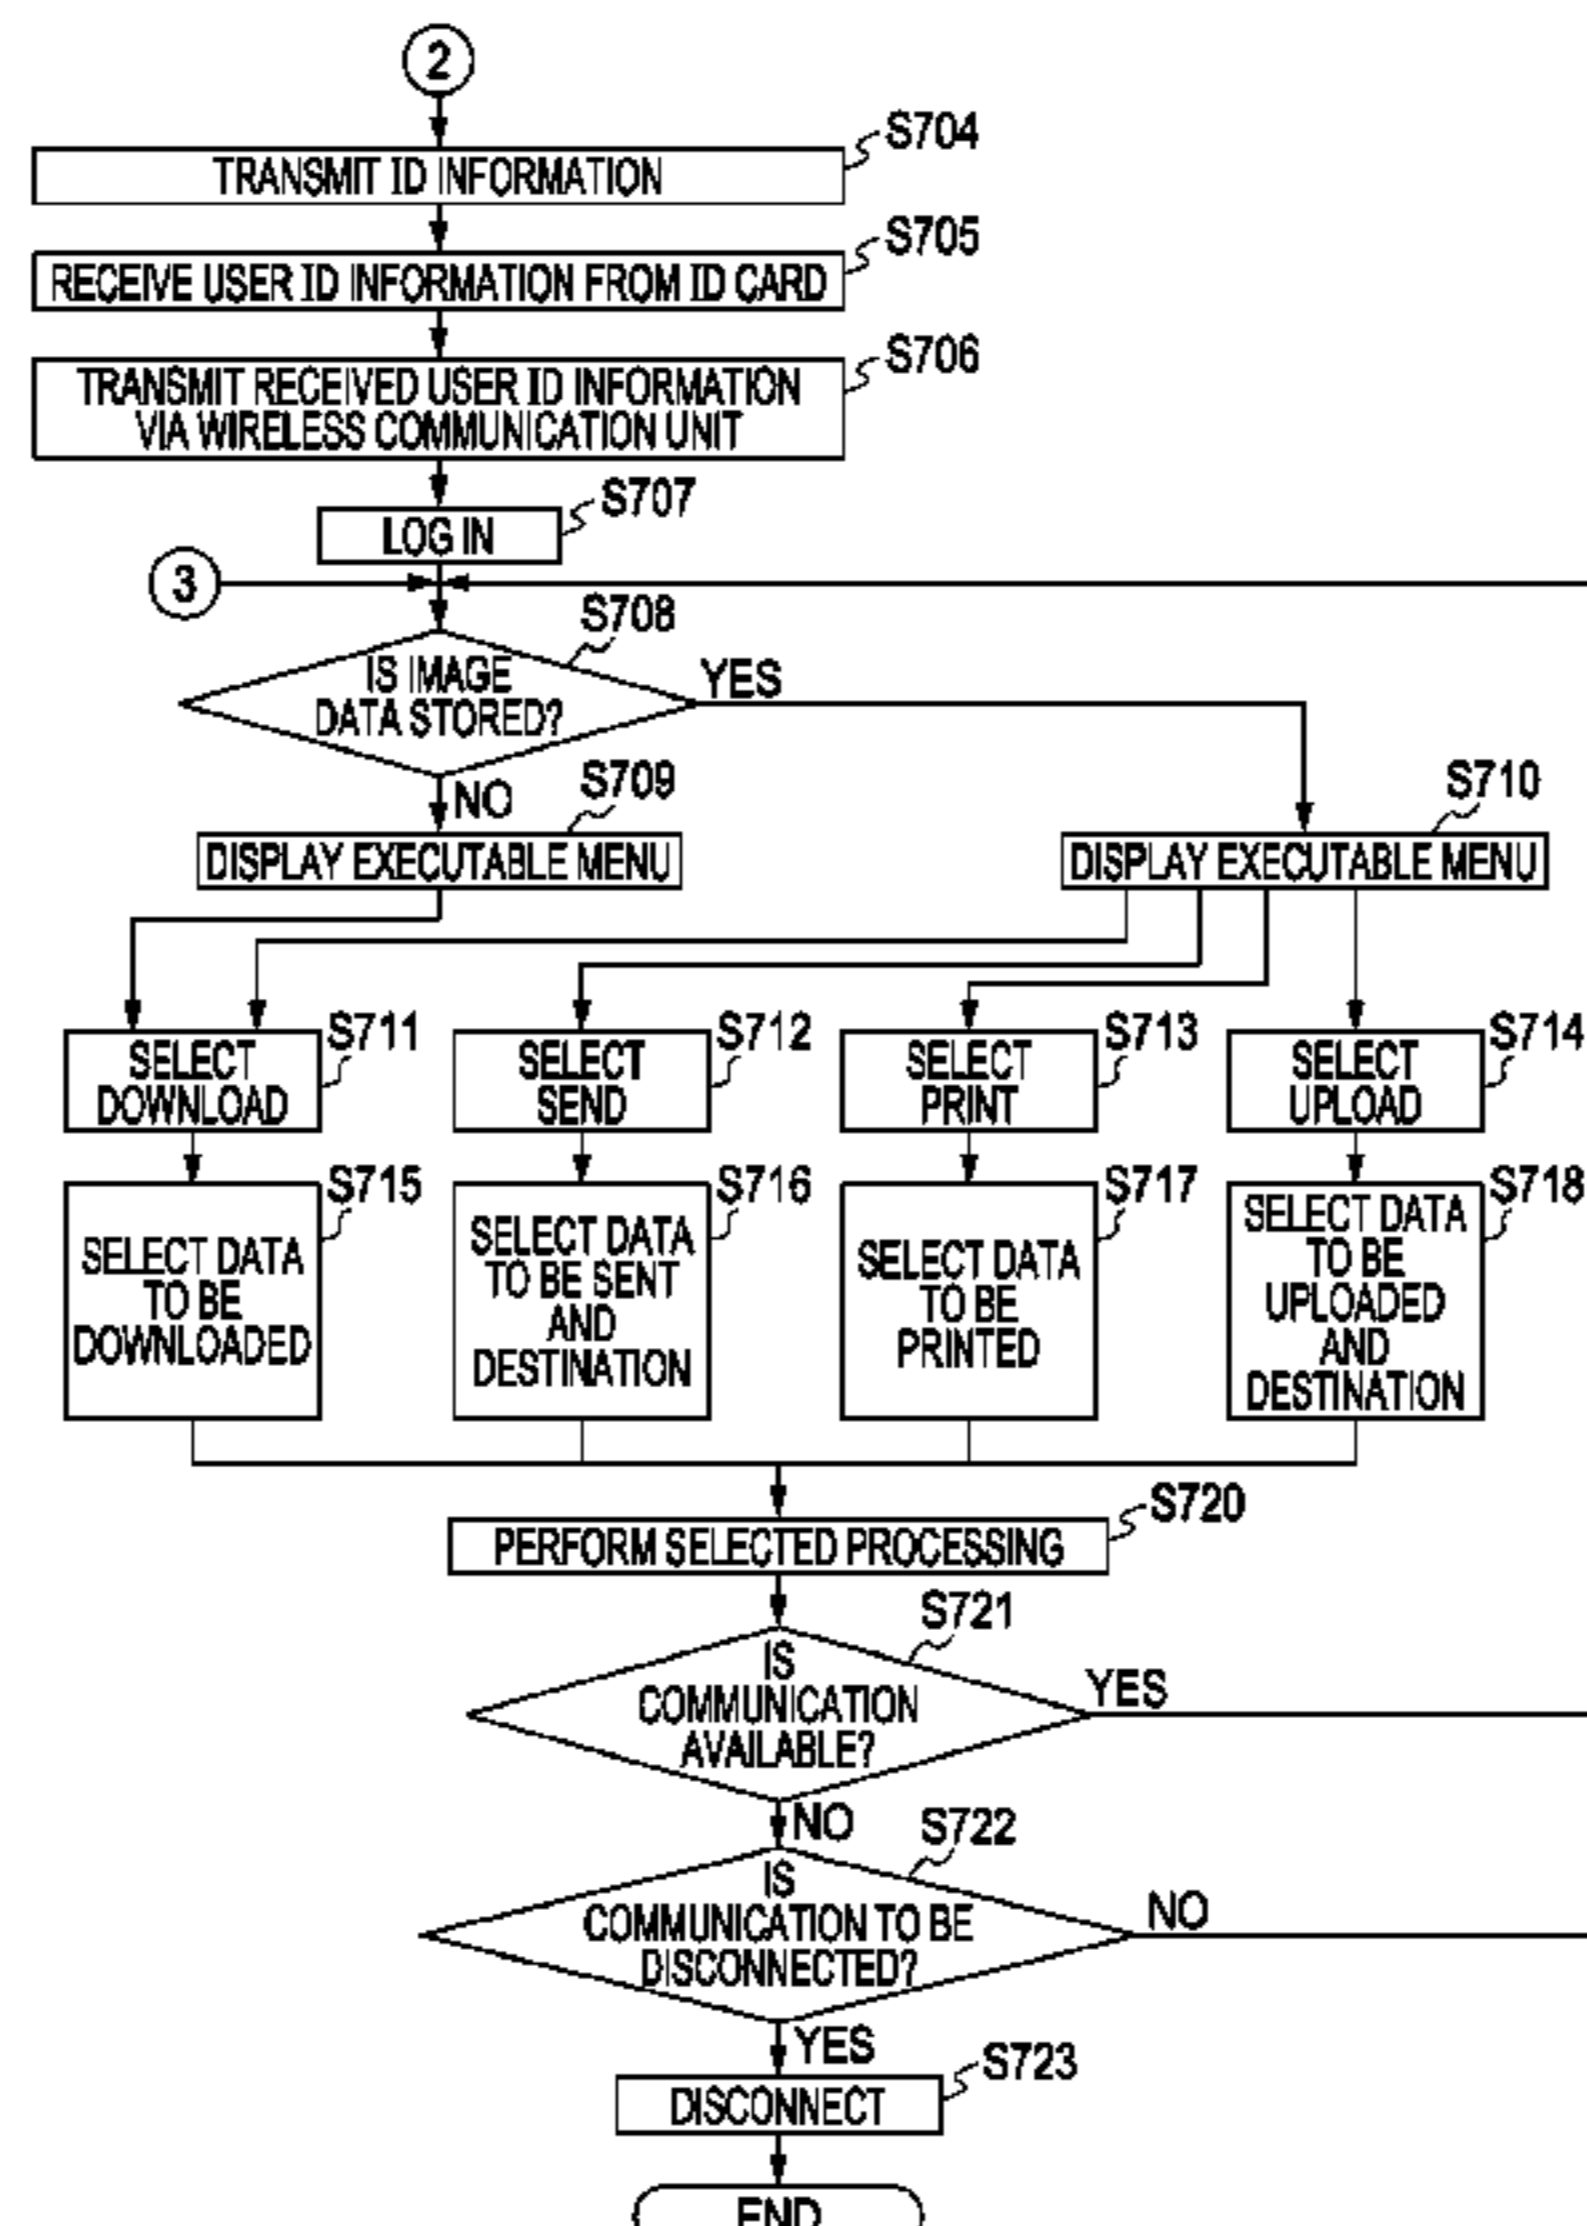 2
S704
TRANSMIT ID INFORMATION
S705
RECEIVE USER ID INFORMATION FROM ID CARD
S706
TRANSMIT RECEIVED USER ID INFORMATION
VIA WIRELESS COMMUNICATION UNIT
S707
LOG IN
3
S708
IS IMAGE
DATA STORED?
YES
NO
S709
DISPLAY EXECUTABLE MENU
S710
DISPLAY EXECUTABLE MENU
S711
SELECT
DOWNLOAD
S712
SELECT
SEND
S713
SELECT
PRINT
S714
SELECT
UPLOAD
S715
SELECT DATA
TO BE
DOWNLOADED
S716
SELECT DATA
TO BE SENT
AND
DESTINATION
S717
SELECT DATA
TO BE
PRINTED
S718
SELECT DATA
TO BE
UPLOADED
AND
DESTINATION
S720
PERFORM SELECTED PROCESSING
S721
IS
COMMUNICATION
AVAILABLE?
YES
NO
S722
IS
COMMUNICATION TO BE
DISCONNECTED?
NO
YES
S723
DISCONNECT
END